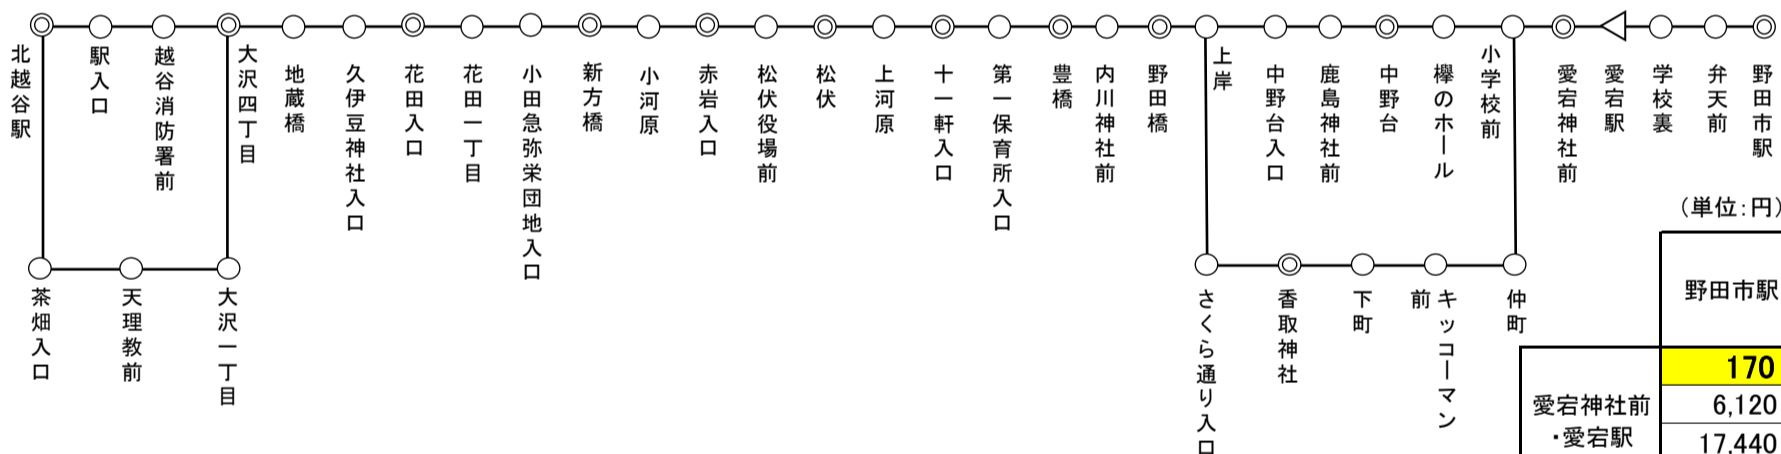 北越谷駅
駅入口
越谷消防署前
大沢四丁目
地蔵橋
久伊豆神社入口
花田入口
花田一丁目
小田急弥栄団地入口
新方橋
小河原
赤岩入口
松伏役場前
松伏
上河原
十一軒入口
第一保育所入口
豊橋
内川神社前
野田橋
上岸
中野台入口
鹿島神社前
中野台
欅のホール
小学校前
愛宕神社前
愛宕駅
学校裏
弁天前
野田市駅
茶畑入口
天理教前
大沢一丁目
さくら通り入口
香取神社
下町
キッコーマン
前
仲町
（単位：円）
野田市駅
170
愛宕神社前
・愛宕駅
6,120
17,440